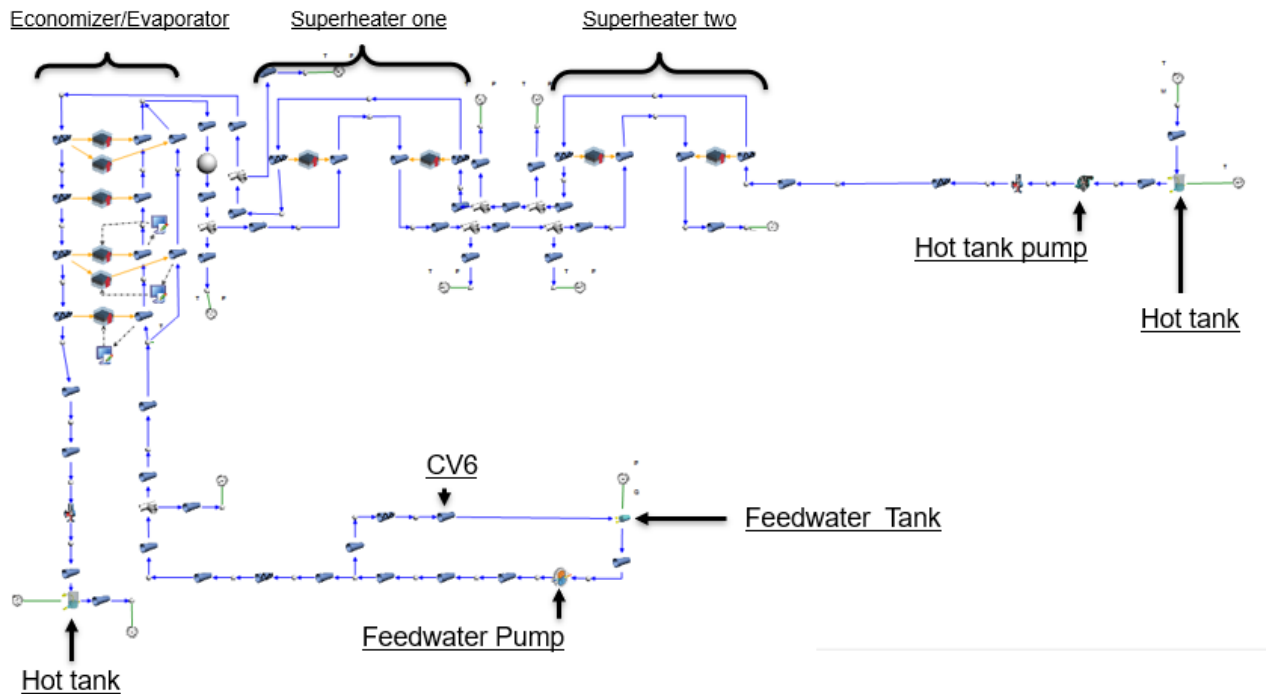 Economizer/Evaporator
Superheater one
Superheater two
T P
P
T
T
M
T
Hot tank pump
Hot tank
T P
T P
T P
CV6
P
G
Feedwater Tank
Feedwater Pump
Hot tank